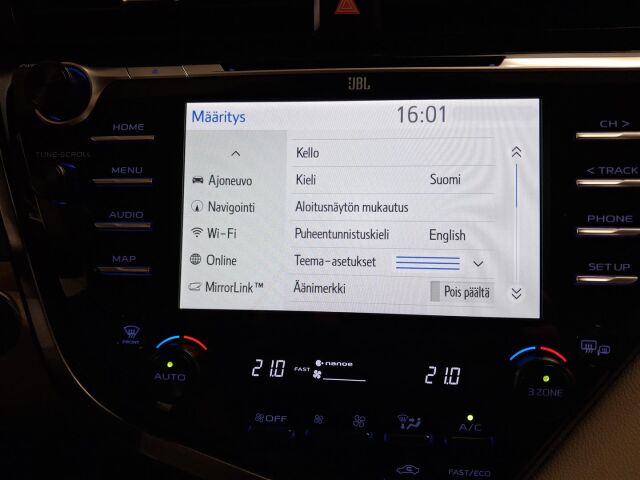 JBL
Määritys 16:01
HOME
TUNE·SCROLL
MENU
AUDIO
MAP
Kello
Ajoneuvo
Kieli Suomi
Navigointi
Aloitusnäytön mukautus
Wi-Fi
Puheentunnistuskieli English
Online
Teema-asetukset
MirrorLink™
Äänimerkki Pois päältä
CH >
< TRACK
PHONE
SETUP
FRONT
AUTO
21.0
FAST
nanoe
21.0
3 ZONE
OFF
A/C
FAST/ECO